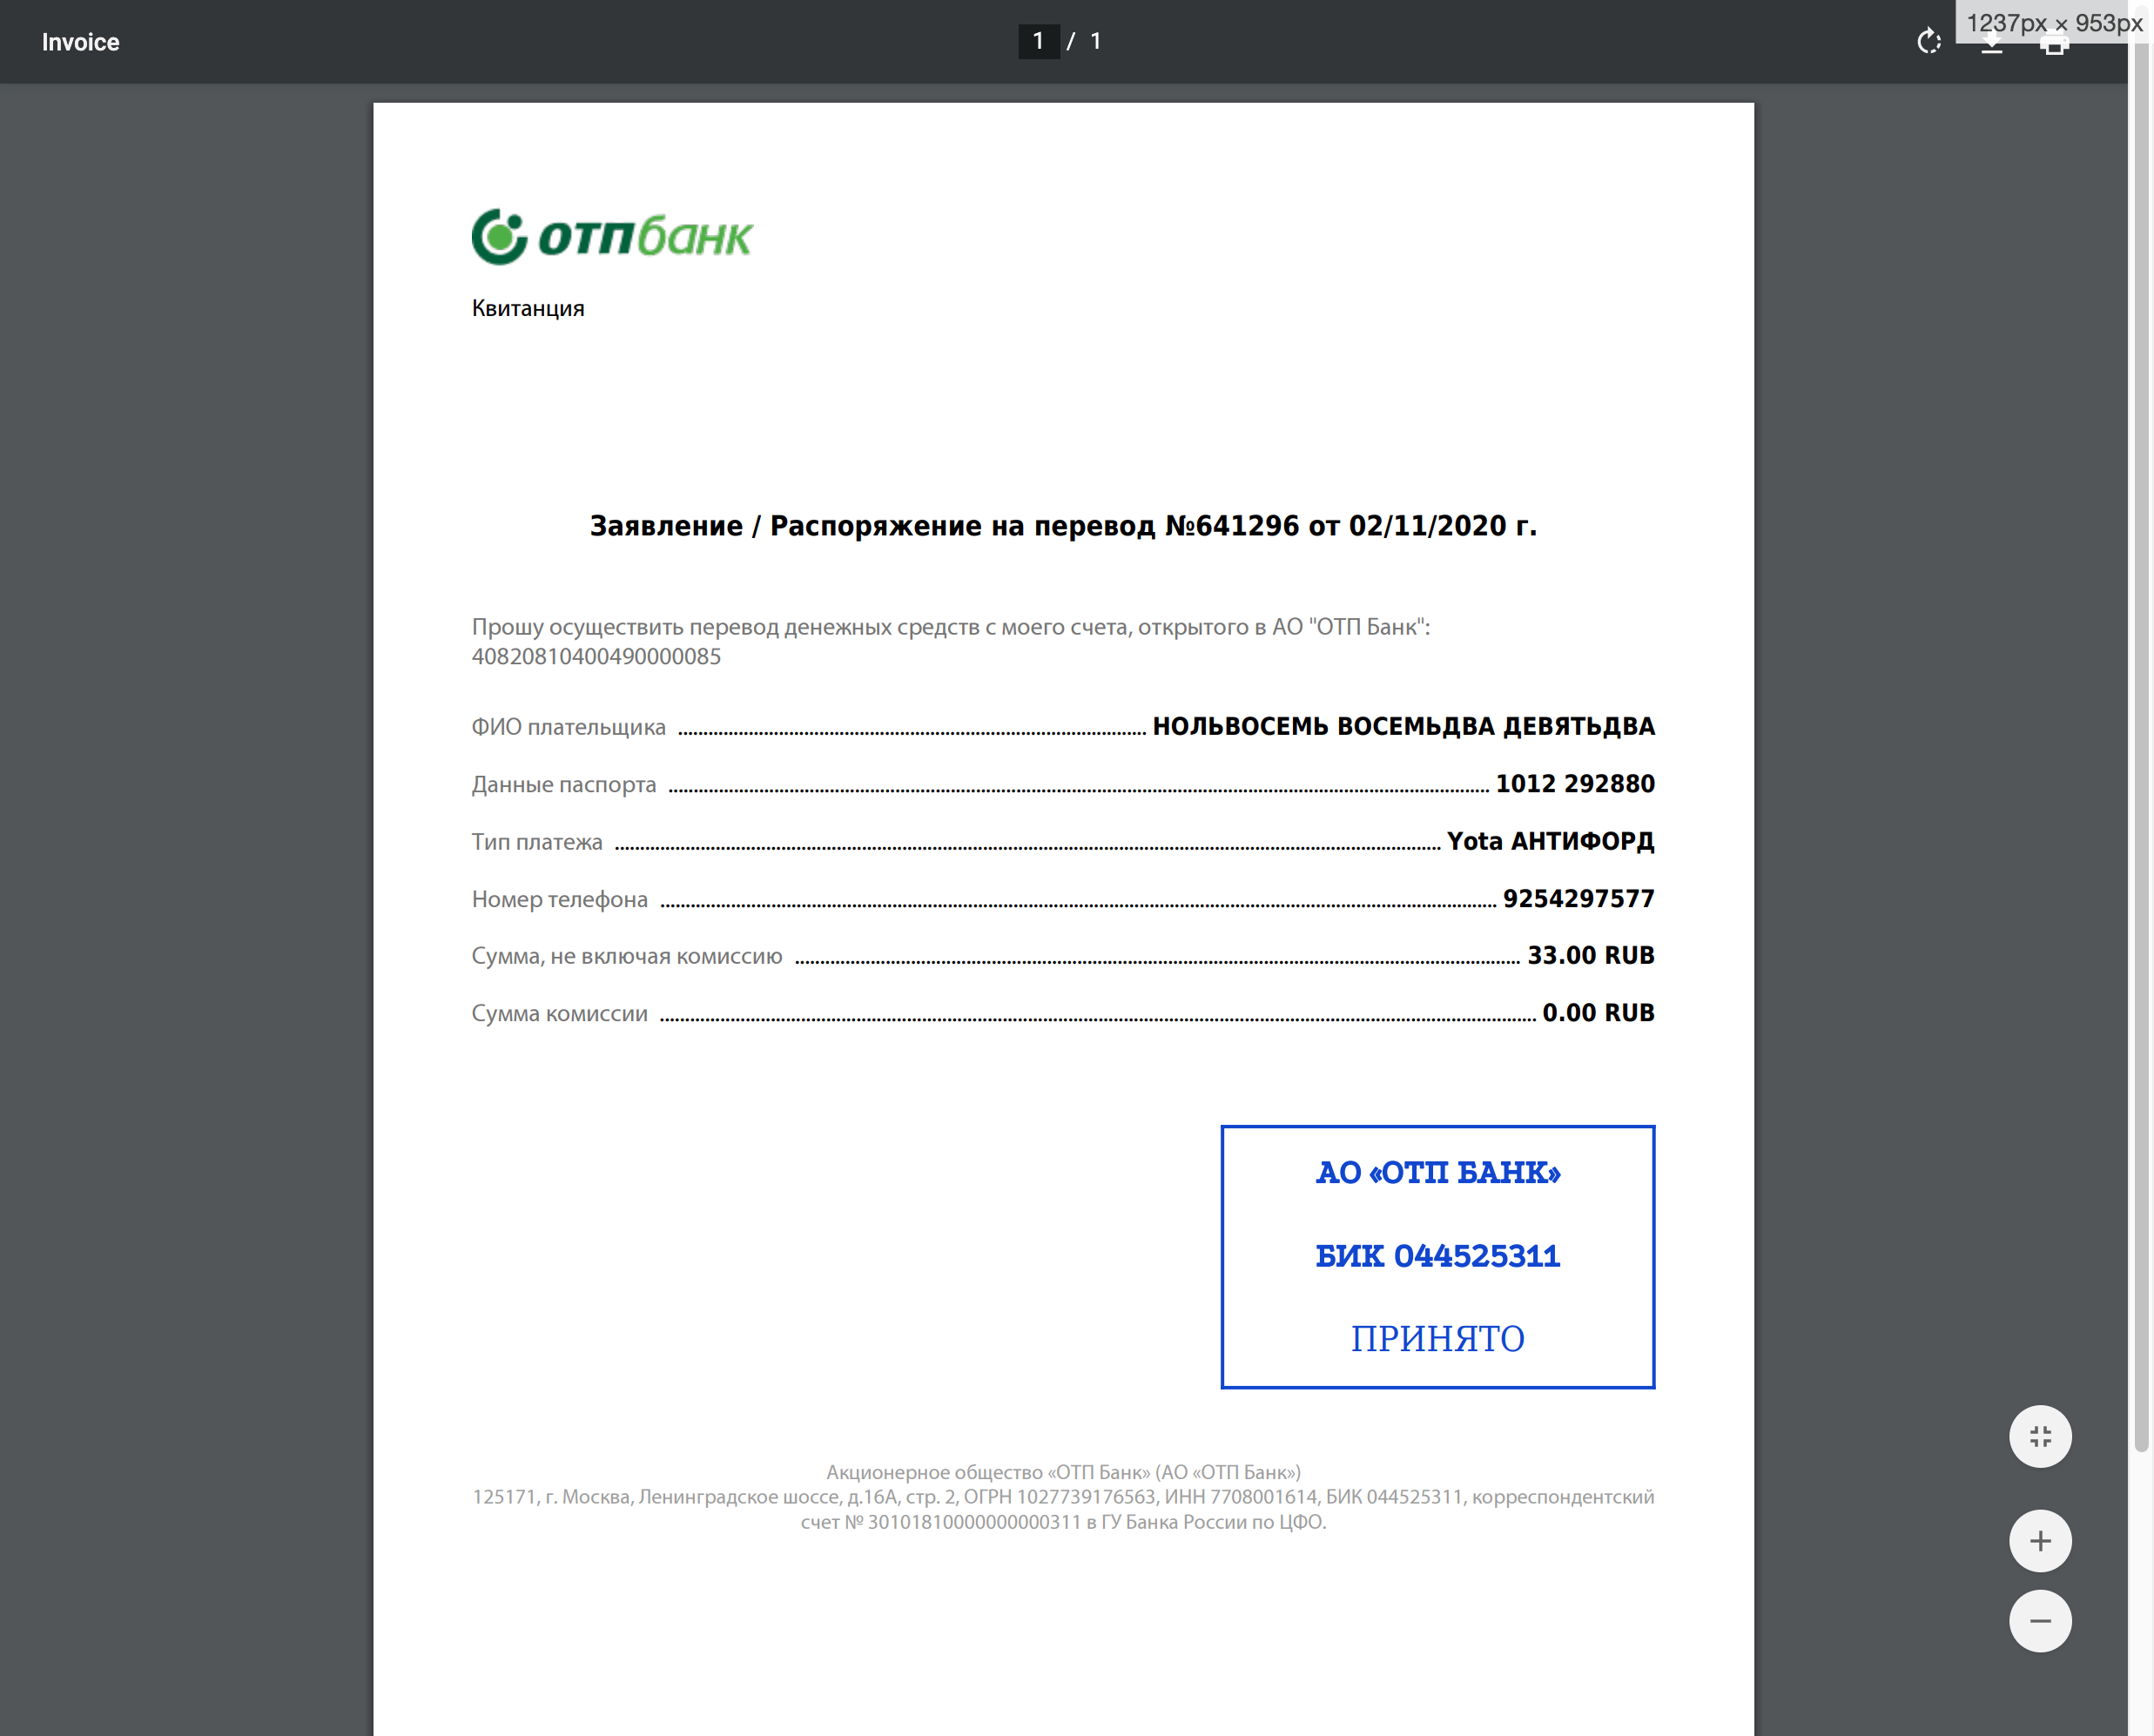 Invoice
1 / 1
1237px × 953px
отпбанк
Квитанция
Заявление / Распоряжение на перевод №641296 от 02/11/2020 г.
Прошу осуществить перевод денежных средств с моего счета, открытого в АО "ОТП Банк":
40820810400490000085
ФИО плательщика НОЛЬВОСЕМЬ ВОСЕМЬДВА ДЕВЯТЬДВА
Данные паспорта 1012 292880
Тип платежа Yota АНТИФОРД
Номер телефона 9254297577
Сумма, не включая комиссию 33.00 RUB
Сумма комиссии 0.00 RUB
АО «ОТП БАНК»
БИК 044525311
ПРИНЯТО
Акционерное общество «ОТП Банк» (АО «ОТП Банк»)
125171, г. Москва, Ленинградское шоссе, д.16А, стр. 2, ОГРН 1027739176563, ИНН 7708001614, БИК 044525311, корреспондентский
счет № 30101810000000000311 в ГУ Банка России по ЦФО.